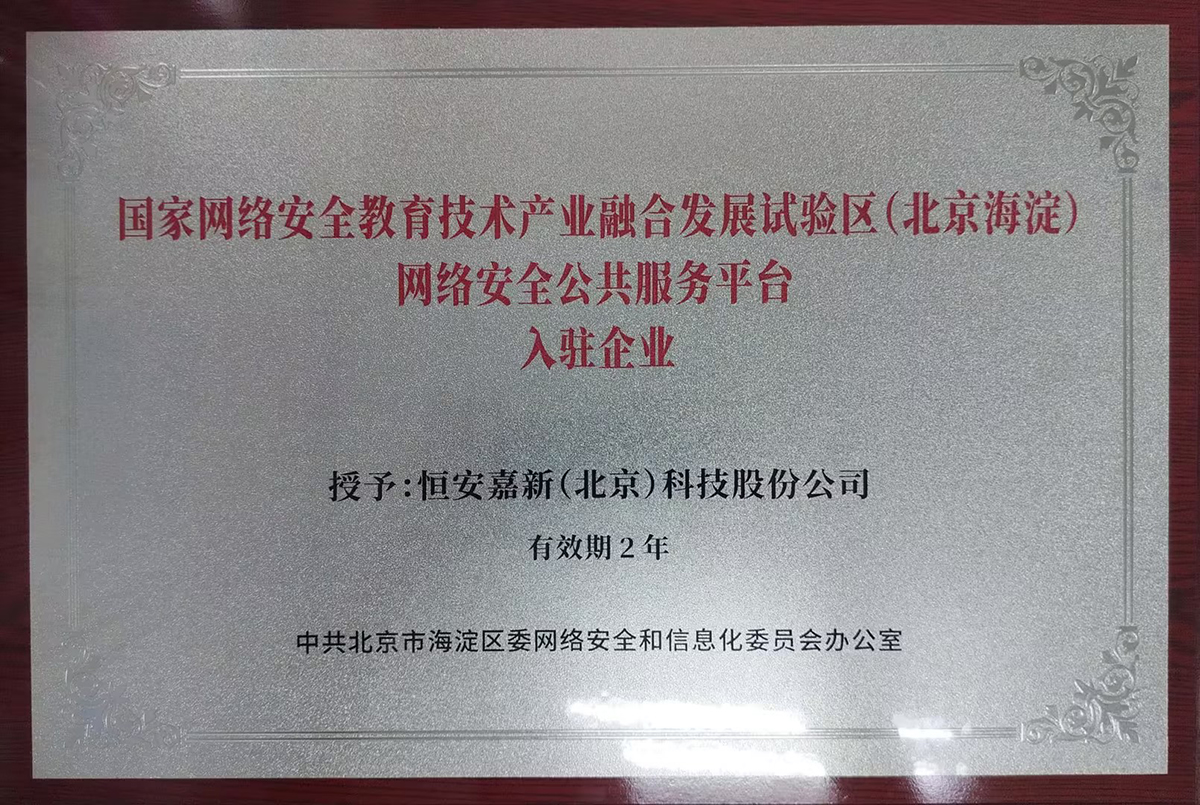 国家网络安全教育技术产业融合发展试验区(北京海淀)
网络安全公共服务平台
入驻企业
授予:恒安嘉新(北京)科技股份公司
有效期2年
中共北京市海淀区委网络安全和信息化委员会办公室